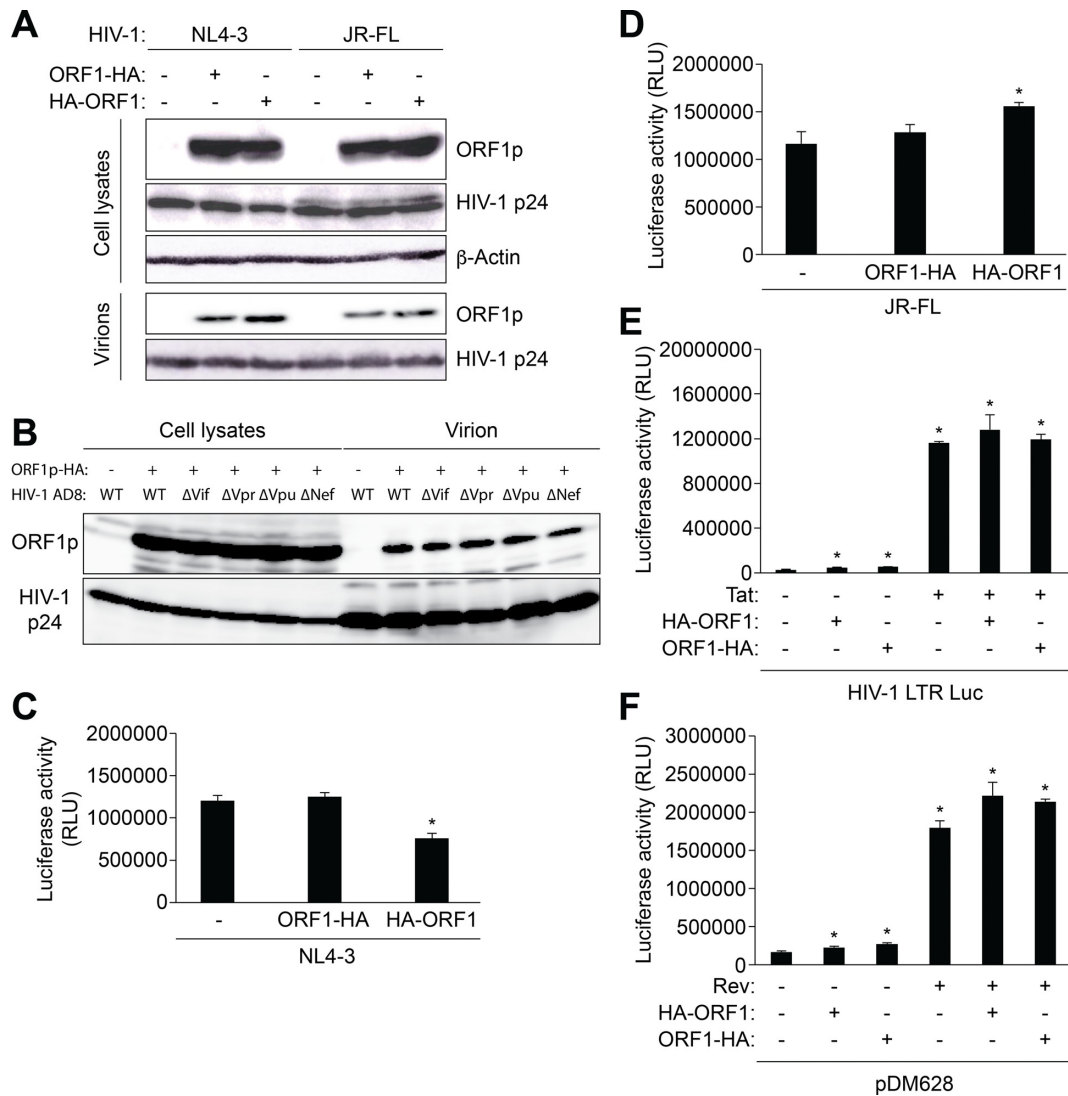 A
HIV-1: NL4-3 JR-FL
ORF1-HA: - + - - + -
HA-ORF1: - - + - - +
Cell lysates
ORF1p
HIV-1 p24
β-Actin
Virions
ORF1p
HIV-1 p24
B
Cell lysates Virion
ORF1p-HA: - + + + + + - + + + + +
HIV-1 AD8: WT WT ΔVif ΔVpr ΔVpu ΔNef WT WT ΔVif ΔVpr ΔVpu ΔNef
ORF1p
HIV-1
p24
C
Luciferase activity
(RLU)
2000000
1500000
1000000
500000
0
*
- ORF1-HA HA-ORF1
NL4-3
D
Luciferase activity (RLU)
2000000
1500000
1000000
500000
0
*
- ORF1-HA HA-ORF1
JR-FL
E
Luciferase activity (RLU)
20000000
1600000
1200000
800000
400000
0
* * * * *
Tat: - - - + + +
HA-ORF1: - + - - + -
ORF1-HA: - - + - - +
HIV-1 LTR Luc
F
Luciferase activity (RLU)
3000000
2500000
2000000
1500000
1000000
500000
0
* * * * *
Rev: - - - + + +
HA-ORF1: - + - - + -
ORF1-HA: - - + - - +
pDM628